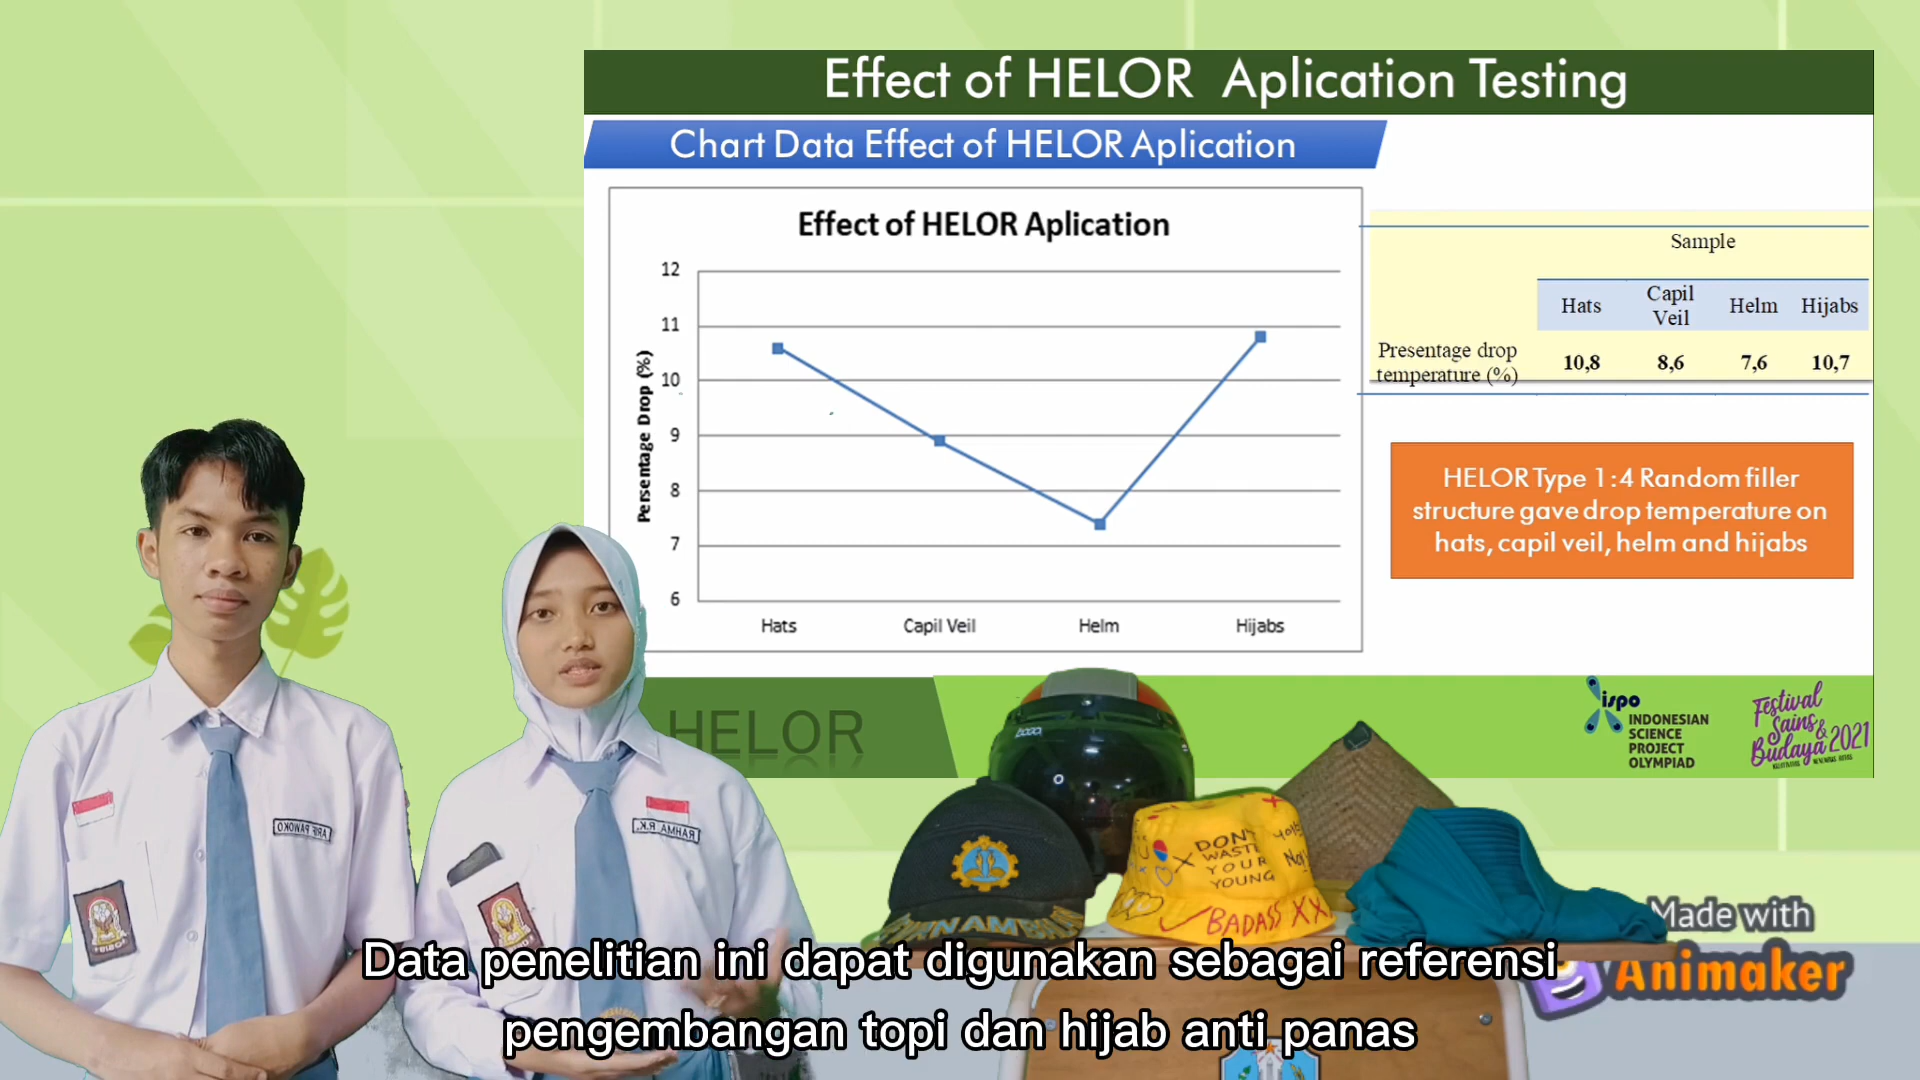 Effect of HELOR Aplication Testing
Chart Data Effect of HELOR Aplication
Effect of HELOR Aplication
Persentage Drop (%)
12
11
10
9
8
7
6
Hats Capil Veil Helm Hijabs
Sample
Hats Capil Veil Helm Hijabs
Presentage drop temperature (%) 10,8 8,6 7,6 10,7
HELOR Type 1:4 Random filler
structure gave drop temperature on
hats, capil veil, helm and hijabs
HELOR
ispo
INDONESIAN
SCIENCE
PROJECT
OLYMPIAD
Festival
Sains &
Budaya 2021
ARIF PAWOKO
RAHMA R.K.
DON'T
WASTE
YOUR
YOUNG
BADASS XX
Made with
Animaker
Data penelitian ini dapat digunakan sebagai referensi
pengembangan topi dan hijab anti panas